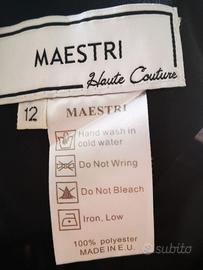 MAESTRI
Haute Couture
12
MAESTRI
Hand wash in
cold water
Do Not Wring
Do Not Bleach
Iron, Low
100% polyester
MADE IN E.U.
subito